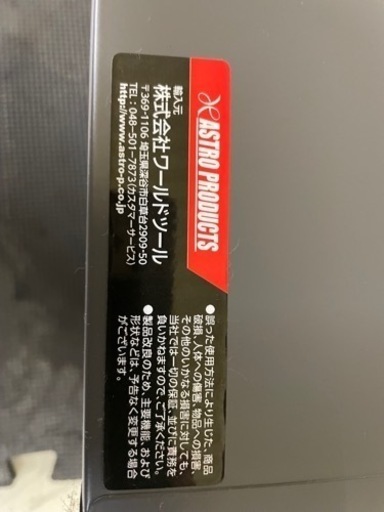 ASTRO PRODUCTS
輸入元
株式会社ワールドツール
〒369-1106 埼玉県深谷市白草台2909-50
TEL : 048-501-7873(カスタマーサービス)
http://www.astro-p.co.jp
●誤った使用方法により生じた、商品
破損、人体への傷害、物品への損害、
その他のいかなる損害に対しても、
当社では一切の保証、並びに責務を
負いかねますので、ご了承ください。
●製品改良のため、主要機能、および
形状などは、予告なく変更する場合
がございます。